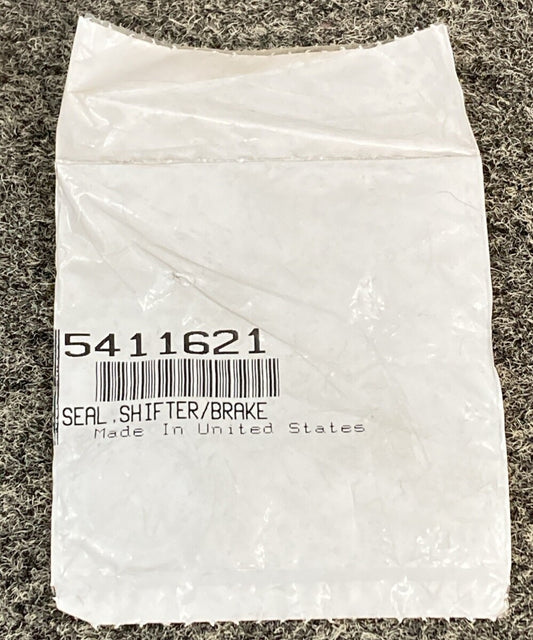 5411621
SEAL,SHIFTER/BRAKE
Made In United States